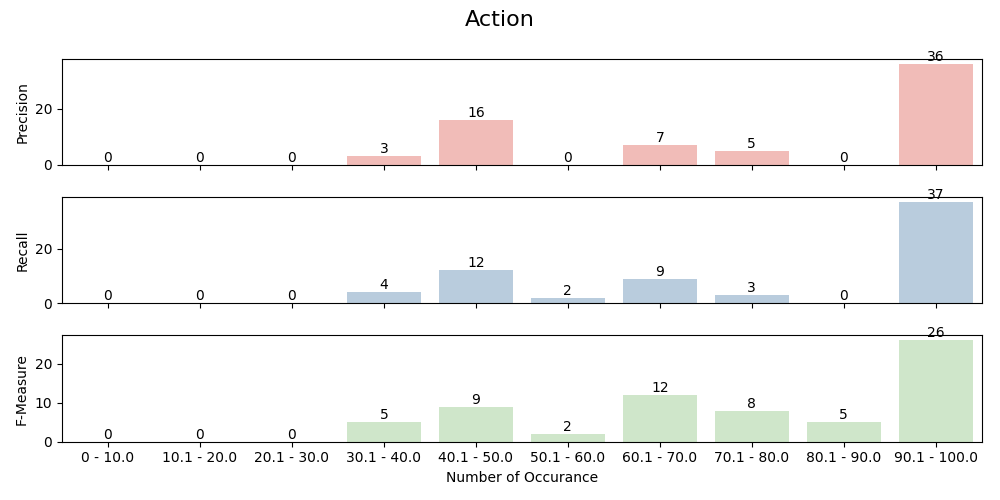 Action
Precision
20
0
0 0 0 3 16 0 7 5 0 36
Recall
20
0
0 0 0 4 12 2 9 3 0 37
F-Measure
20
10
0
0 0 0 5 9 2 12 8 5 26
0 - 10.0 10.1 - 20.0 20.1 - 30.0 30.1 - 40.0 40.1 - 50.0 50.1 - 60.0 60.1 - 70.0 70.1 - 80.0 80.1 - 90.0 90.1 - 100.0
Number of Occurance